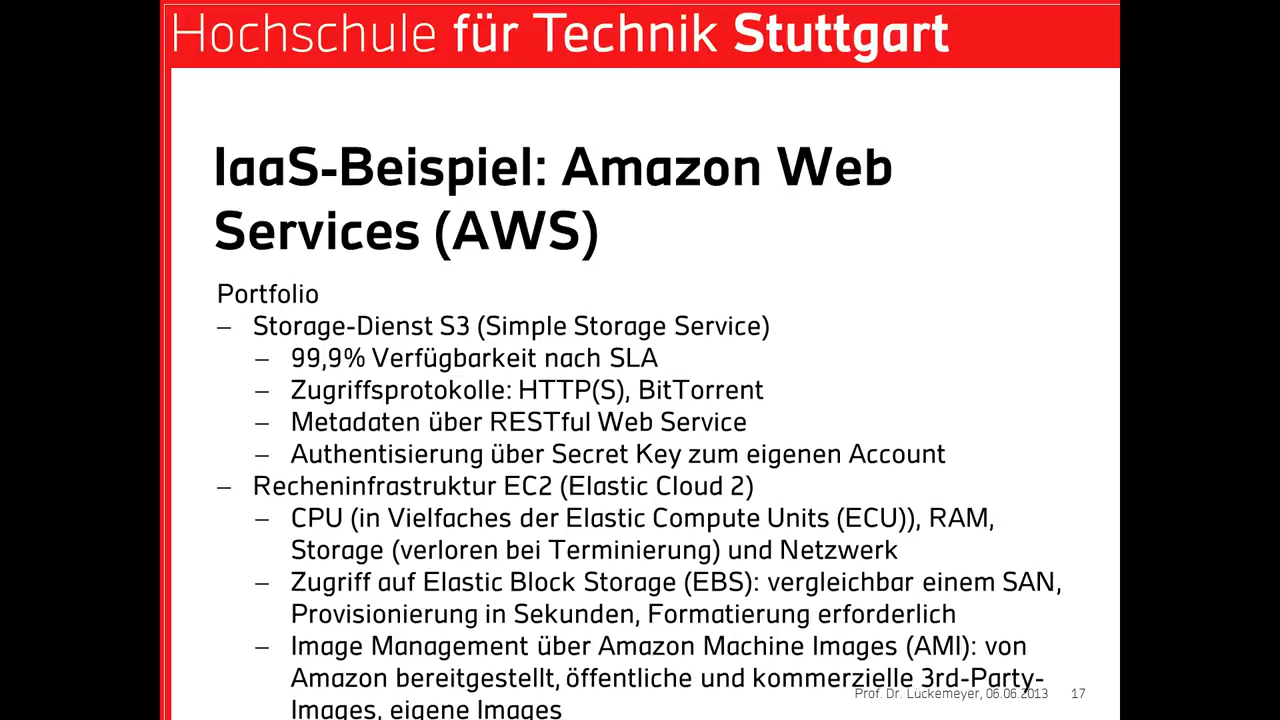 Hochschule für Technik Stuttgart
IaaS-Beispiel: Amazon Web
Services (AWS)
Portfolio
– Storage-Dienst S3 (Simple Storage Service)
– 99,9% Verfügbarkeit nach SLA
– Zugriffsprotokolle: HTTP(S), BitTorrent
– Metadaten über RESTful Web Service
– Authentisierung über Secret Key zum eigenen Account
– Recheninfrastruktur EC2 (Elastic Cloud 2)
– CPU (in Vielfaches der Elastic Compute Units (ECU)), RAM,
Storage (verloren bei Terminierung) und Netzwerk
– Zugriff auf Elastic Block Storage (EBS): vergleichbar einem SAN,
Provisionierung in Sekunden, Formatierung erforderlich
– Image Management über Amazon Machine Images (AMI): von
Amazon bereitgestellt, öffentliche und kommerzielle 3rd-Party-
Images, eigene Images
Prof. Dr. Lückemeyer, 06.06.2013 17